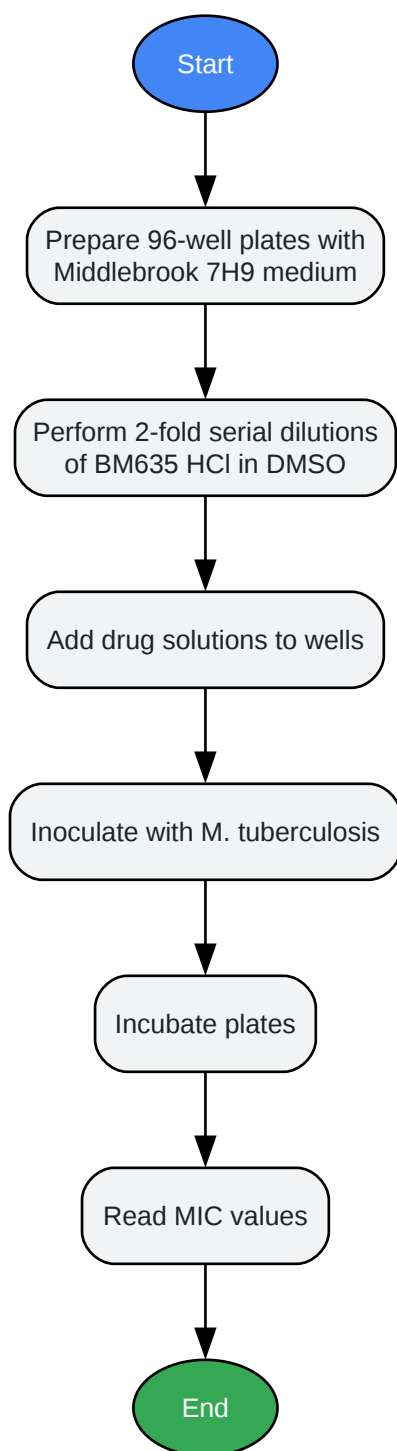 Start
Prepare 96-well plates with
Middlebrook 7H9 medium
Perform 2-fold serial dilutions
of BM635 HCl in DMSO
Add drug solutions to wells
Inoculate with M. tuberculosis
Incubate plates
Read MIC values
End